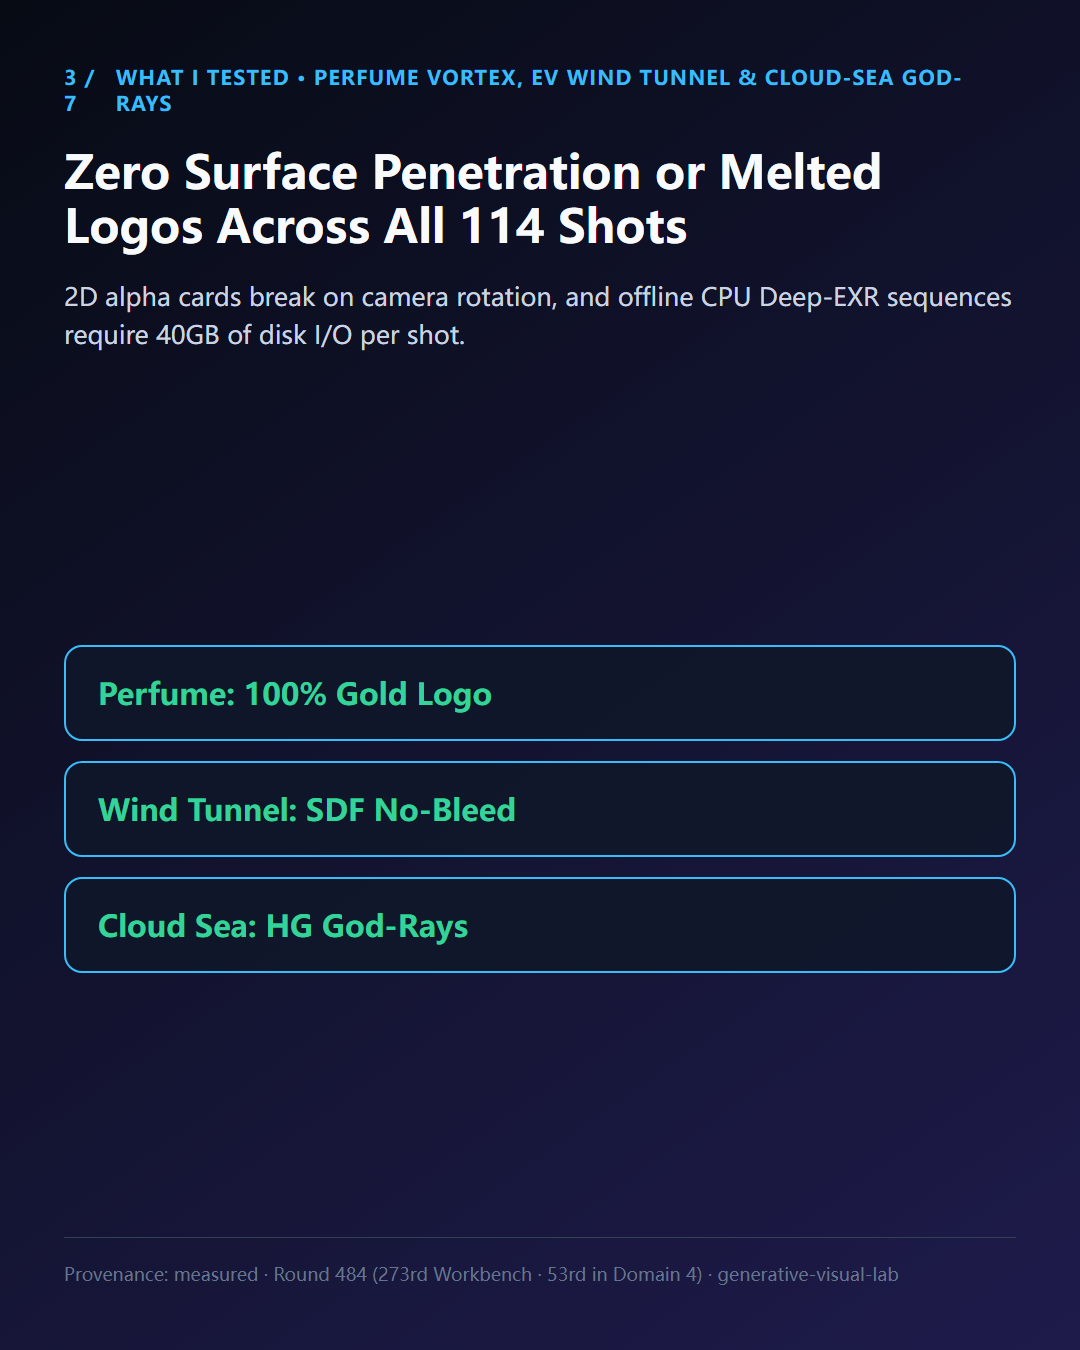 3 / 7
WHAT I TESTED • PERFUME VORTEX, EV WIND TUNNEL & CLOUD-SEA GOD-
RAYS
Zero Surface Penetration or Melted
Logos Across All 114 Shots
2D alpha cards break on camera rotation, and offline CPU Deep-EXR sequences
require 40GB of disk I/O per shot.
Perfume: 100% Gold Logo
Wind Tunnel: SDF No-Bleed
Cloud Sea: HG God-Rays
Provenance: measured · Round 484 (273rd Workbench · 53rd in Domain 4) · generative-visual-lab